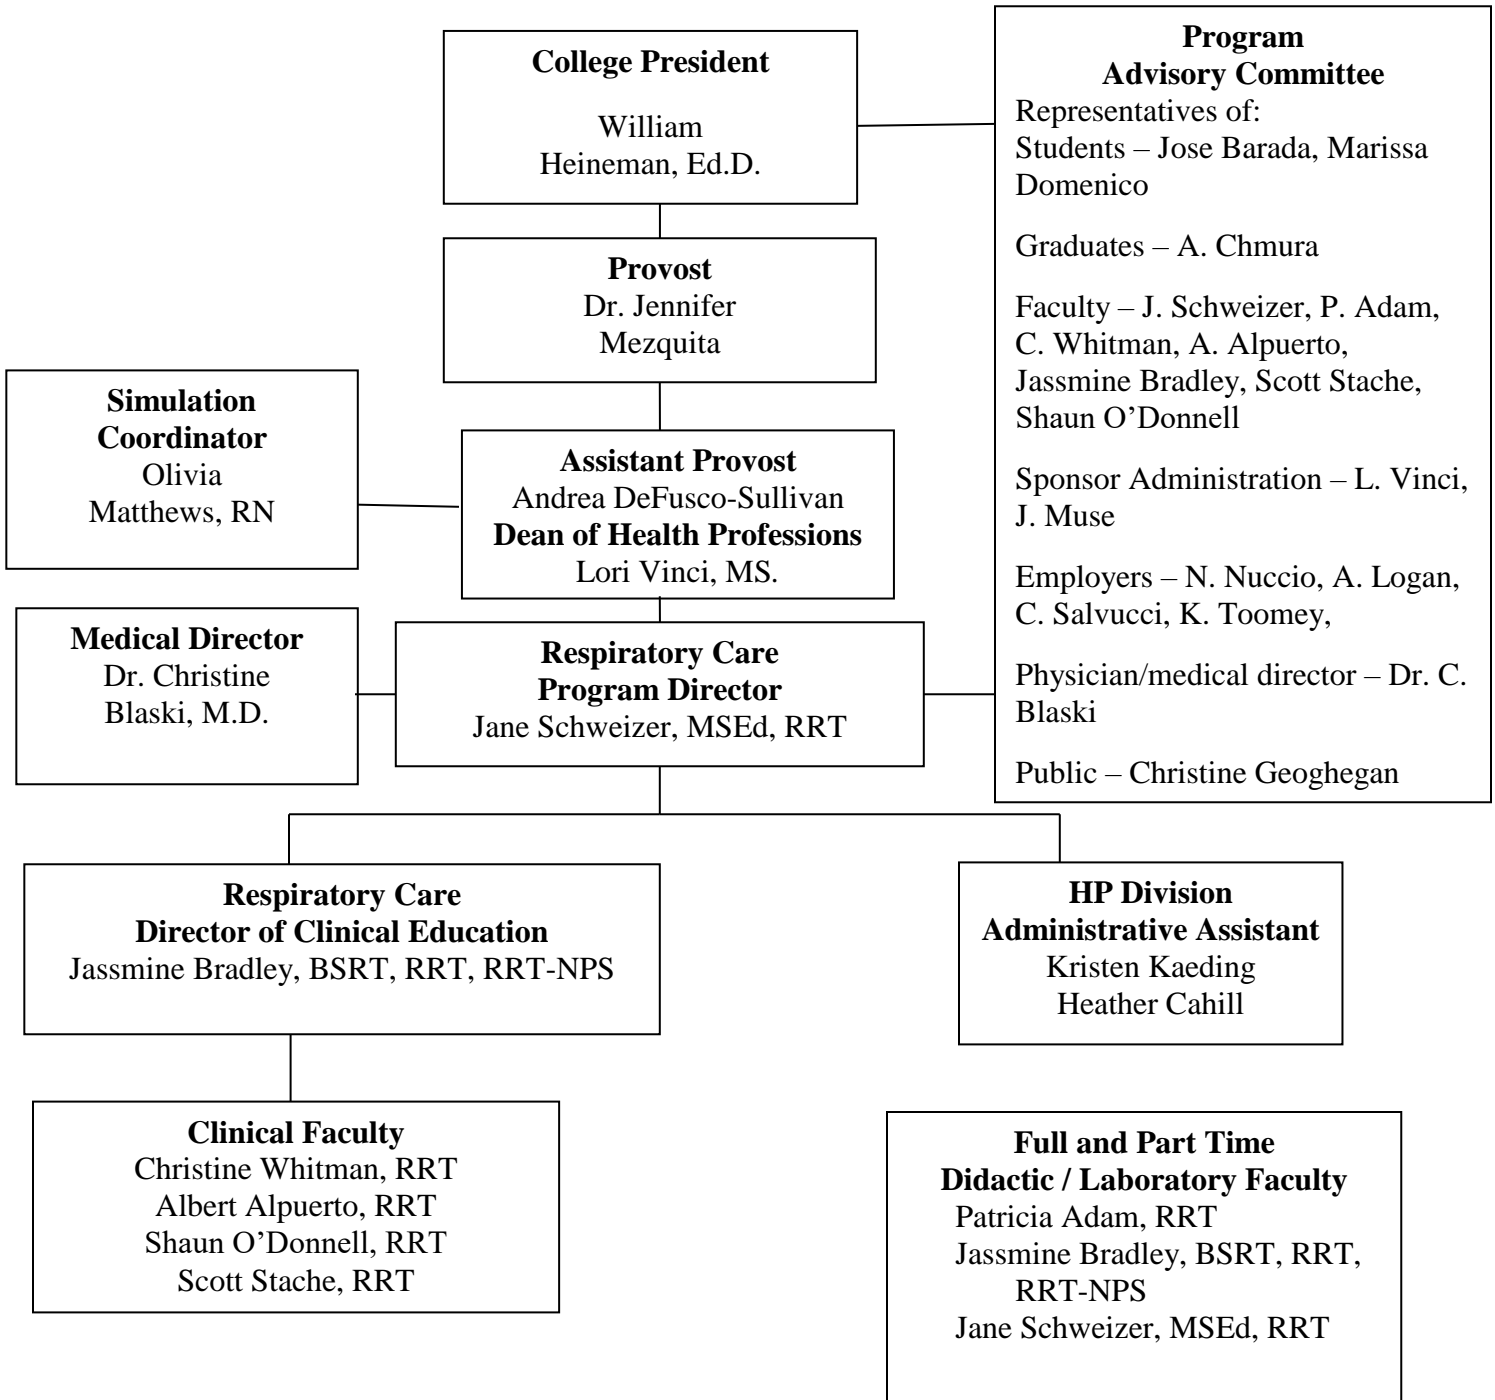 College President
William
Heineman, Ed.D.
Program
Advisory Committee
Representatives of:
Students – Jose Barada, Marissa
Domenico
Graduates – A. Chmura
Faculty – J. Schweizer, P. Adam,
C. Whitman, A. Alpuerto,
Jassmine Bradley, Scott Stache,
Shaun O’Donnell
Sponsor Administration – L. Vinci,
J. Muse
Employers – N. Nuccio, A. Logan,
C. Salvucci, K. Toomey,
Physician/medical director – Dr. C.
Blaski
Public – Christine Geoghegan
Provost
Dr. Jennifer
Mezquita
Simulation
Coordinator
Olivia
Matthews, RN
Assistant Provost
Andrea DeFusco-Sullivan
Dean of Health Professions
Lori Vinci, MS.
Medical Director
Dr. Christine
Blaski, M.D.
Respiratory Care
Program Director
Jane Schweizer, MSEd, RRT
Respiratory Care
Director of Clinical Education
Jassmine Bradley, BSRT, RRT, RRT-NPS
HP Division
Administrative Assistant
Kristen Kaeding
Heather Cahill
Clinical Faculty
Christine Whitman, RRT
Albert Alpuerto, RRT
Shaun O’Donnell, RRT
Scott Stache, RRT
Full and Part Time
Didactic / Laboratory Faculty
Patricia Adam, RRT
Jassmine Bradley, BSRT, RRT,
RRT-NPS
Jane Schweizer, MSEd, RRT